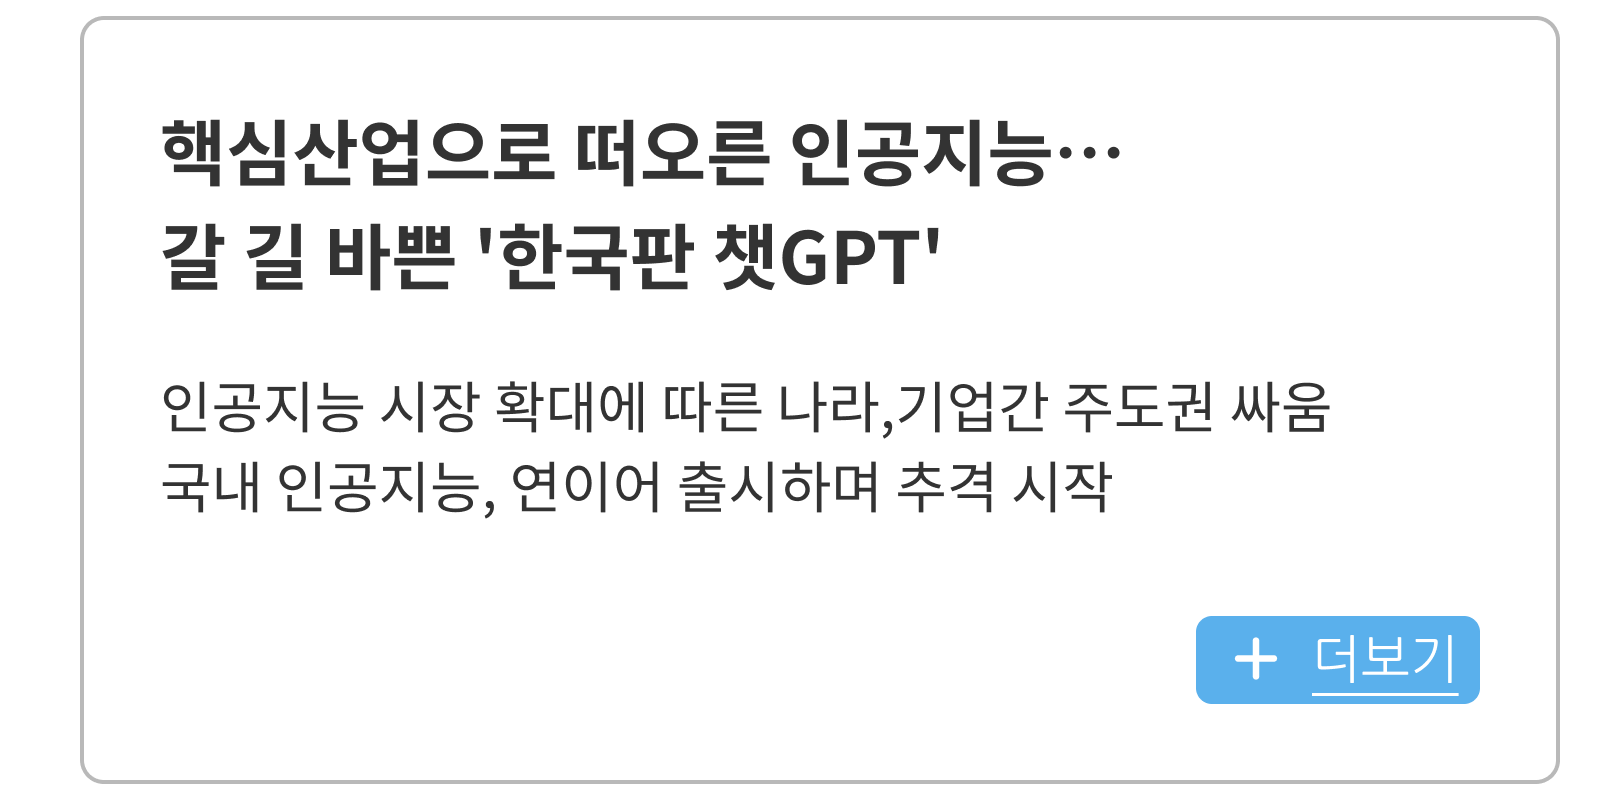 핵심산업으로 떠오른 인공지능…
갈 길 바쁜 '한국판 챗GPT'
인공지능 시장 확대에 따른 나라,기업간 주도권 싸움
국내 인공지능, 연이어 출시하며 추격 시작
+ 더보기